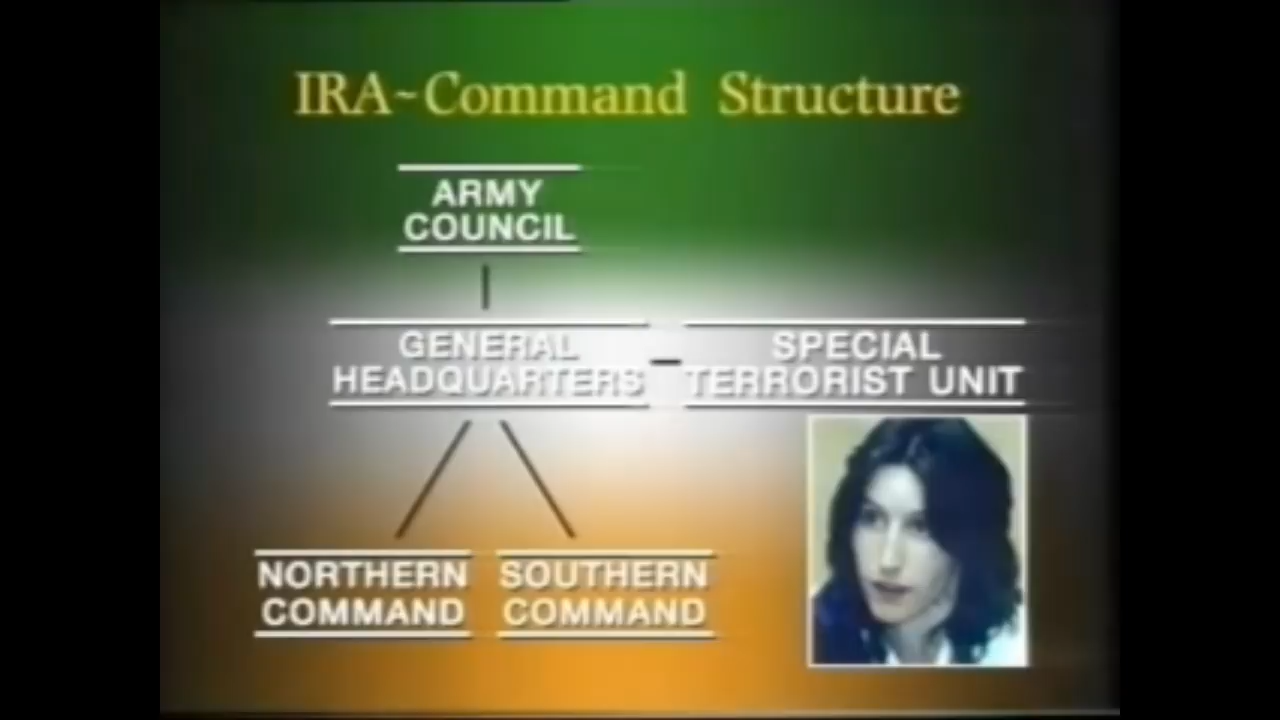 IRA~Command Structure
ARMY
COUNCIL
GENERAL
HEADQUARTERS
SPECIAL
TERRORIST UNIT
NORTHERN
COMMAND
SOUTHERN
COMMAND